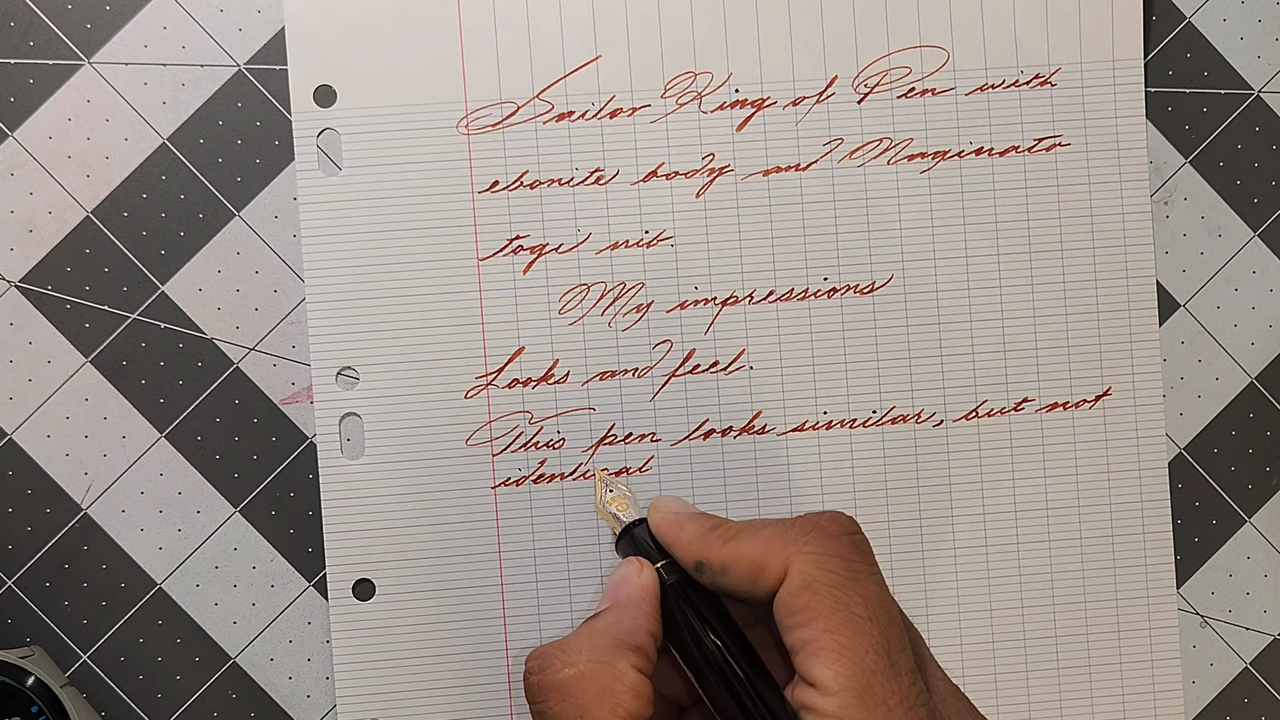 Sailor King of Pen with
ebonite body and Naginata
togi nib.
My impressions
Looks and feel.
This pen looks similar, but not
identical